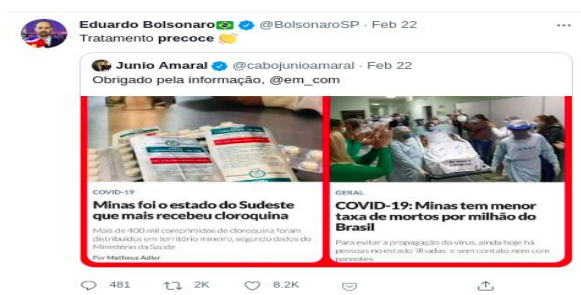 Eduardo Bolsonaro @BolsonaroSP · Feb 22
Tratamento precoce
Junio Amaral @cabojunioamaral · Feb 22
Obrigado pela informação, @em_com
COVID-19
Minas foi o estado do Sudeste
que mais recebeu cloroquina
Mais de 400 mil comprimidos de cloroquina foram
distribuídos em território mineiro, segundo dados do
Ministério da Saúde
Por Matheus Adler
GERAL
COVID-19: Minas tem menor
taxa de mortos por milhão do
Brasil
Para evitar a propagação do vírus, ainda hoje há
pessoas no estado 'ilhadas' e sem contato nem com
parentes
481 2K 8.2K